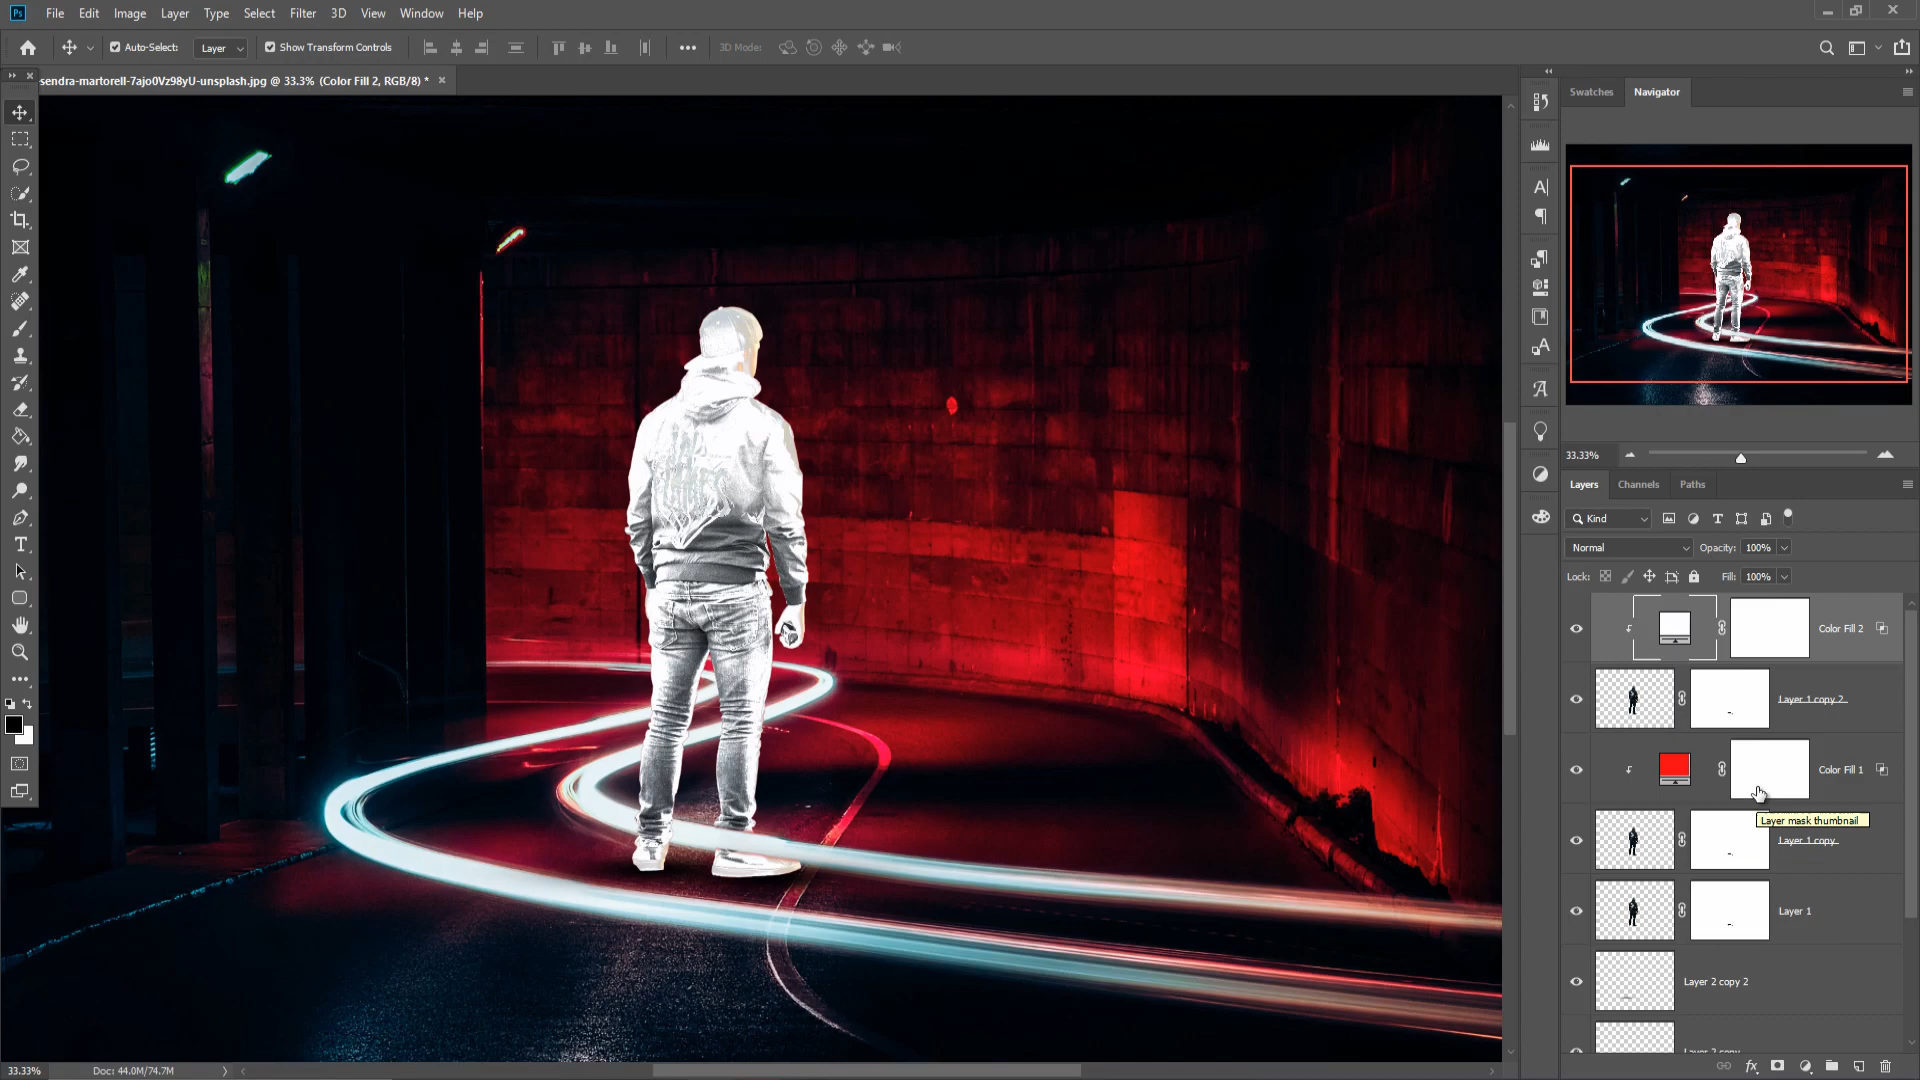 Ps File Edit Image Layer Type Select Filter 3D View Window Help
Auto-Select: Layer Show Transform Controls 3D Mode:
sendra-martorell-7ajo0Vz98yU-unsplash.jpg @ 33.3% (Color Fill 2, RGB/8) *
Swatches Navigator
33.33%
Layers Channels Paths
Kind
Normal Opacity: 100%
Lock: Fill: 100%
Color Fill 2
Layer 1 copy 2
Color Fill 1
Layer mask thumbnail
Layer 1 copy
Layer 1
Layer 2 copy 2
Layer 2 copy
33.33% Doc: 44.0M/74.7M